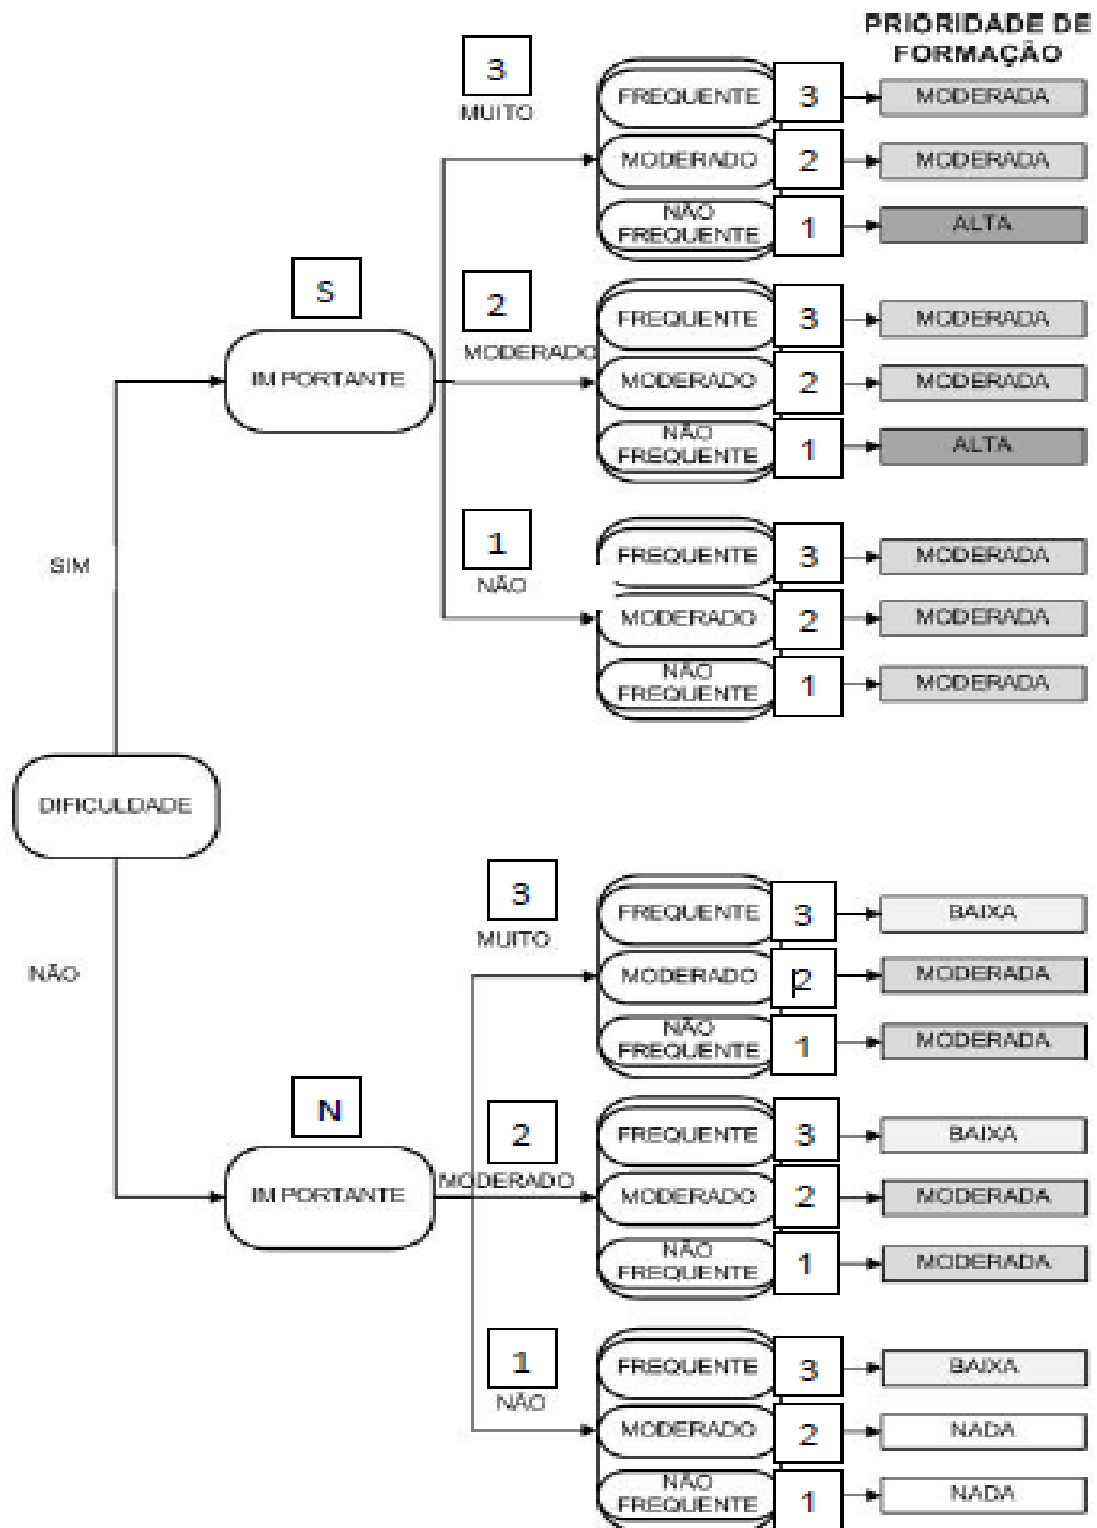 PRIORIDADE DE
FORMAÇÃO
3
MUITO
FREQUENTE 3 MODERADA
MODERADO 2 MODERADA
NÃO
FREQUENTE 1 ALTA
S
2
MODERADO
IMPORTANTE
FREQUENTE 3 MODERADA
MODERADO 2 MODERADA
NÃO
FREQUENTE 1 ALTA
1
NÃO
SIM
FREQUENTE 3 MODERADA
MODERADO 2 MODERADA
NÃO
FREQUENTE 1 MODERADA
DIFICULDADE
3
MUITO
NÃO
FREQUENTE 3 BAIXA
MODERADO 2 MODERADA
NÃO
FREQUENTE 1 MODERADA
N
2
MODERADO
IMPORTANTE
FREQUENTE 3 BAIXA
MODERADO 2 MODERADA
NÃO
FREQUENTE 1 MODERADA
1
NÃO
FREQUENTE 3 BAIXA
MODERADO 2 NADA
NÃO
FREQUENTE 1 NADA